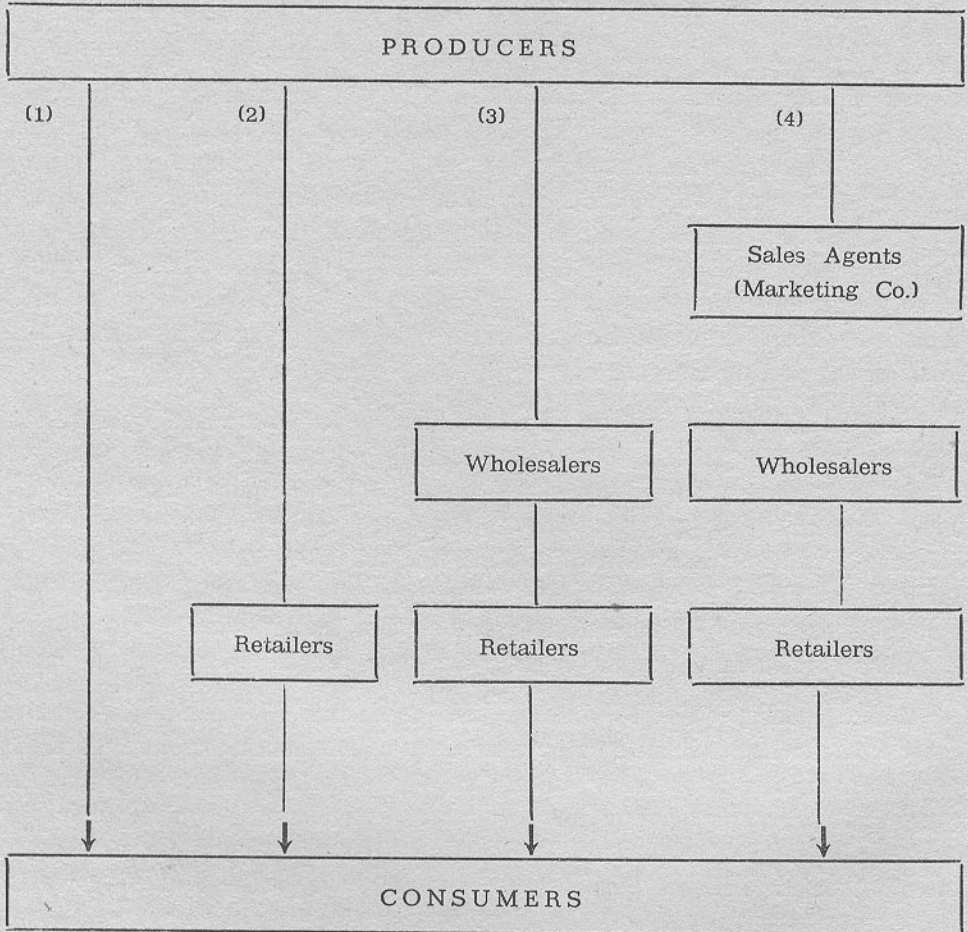 PRODUCERS
(1)
(2)
(3)
(4)
Sales Agents
(Marketing Co.)
Wholesalers
Wholesalers
Retailers
Retailers
Retailers
CONSUMERS